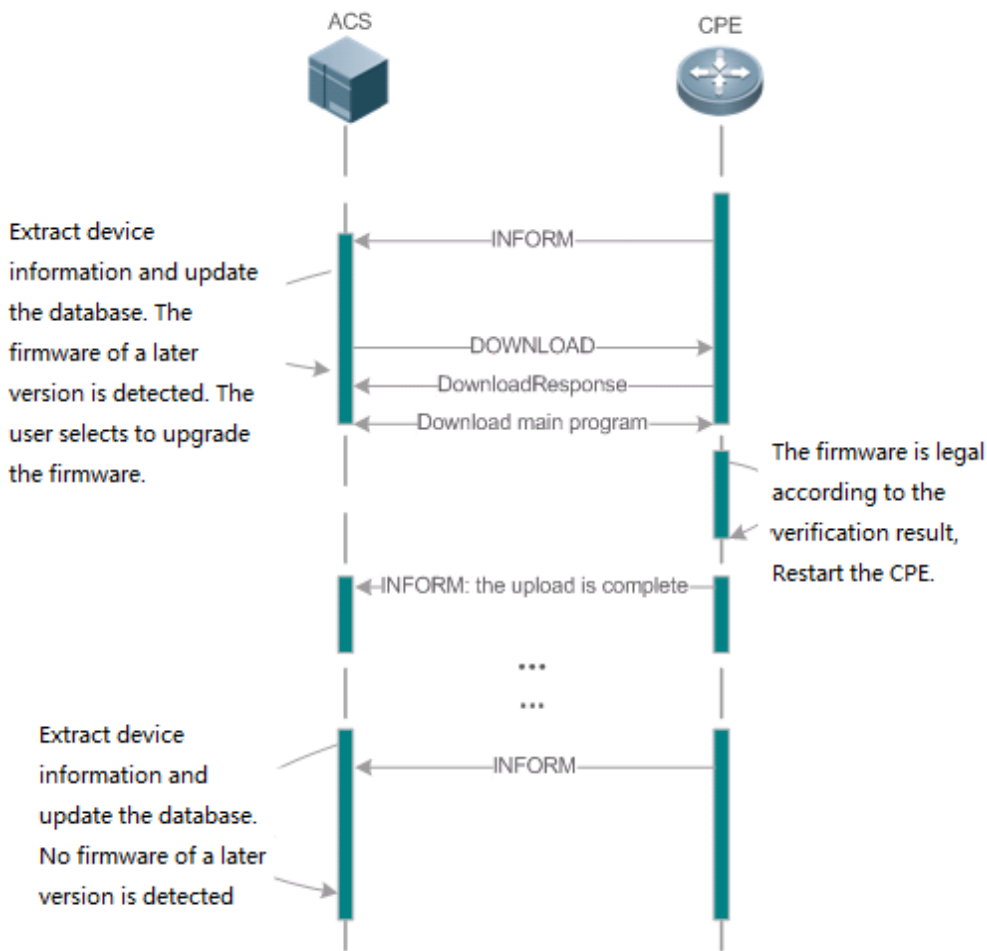 ACS
CPE
Extract device
information and update
the database. The
firmware of a later
version is detected. The
user selects to upgrade
the firmware.
INFORM
DOWNLOAD
DownloadResponse
Download main program
The firmware is legal
according to the
verification result,
Restart the CPE.
INFORM: the upload is complete
...
...
Extract device
information and
update the database.
No firmware of a later
version is detected
INFORM